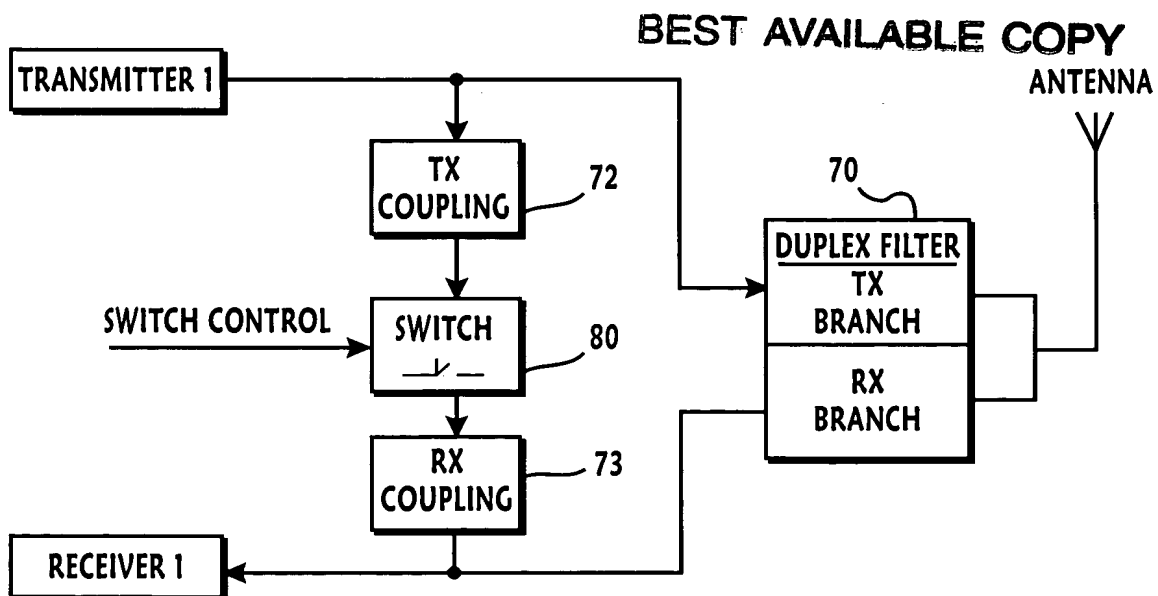 BEST AVAILABLE COPY
TRANSMITTER 1
ANTENNA
TX
COUPLING
72
70
DUPLEX FILTER
TX
BRANCH
SWITCH CONTROL
SWITCH
80
RX
BRANCH
RX
COUPLING
73
RECEIVER 1